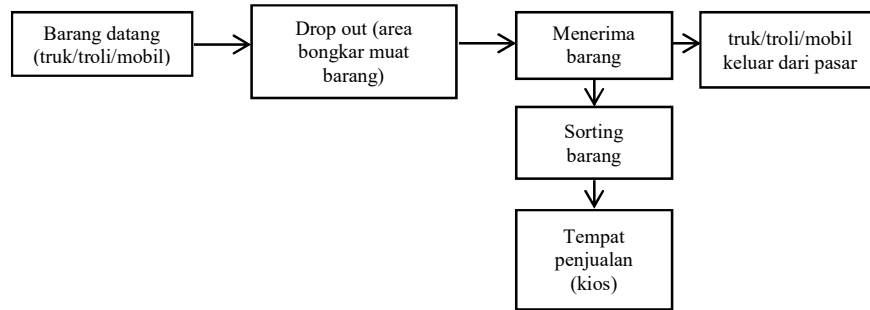 Barang datang
(truk/troli/mobil)
Drop out (area
bongkar muat
barang)
Menerima
barang
truk/troli/mobil
keluar dari pasar
Sorting
barang
Tempat
penjualan
(kios)